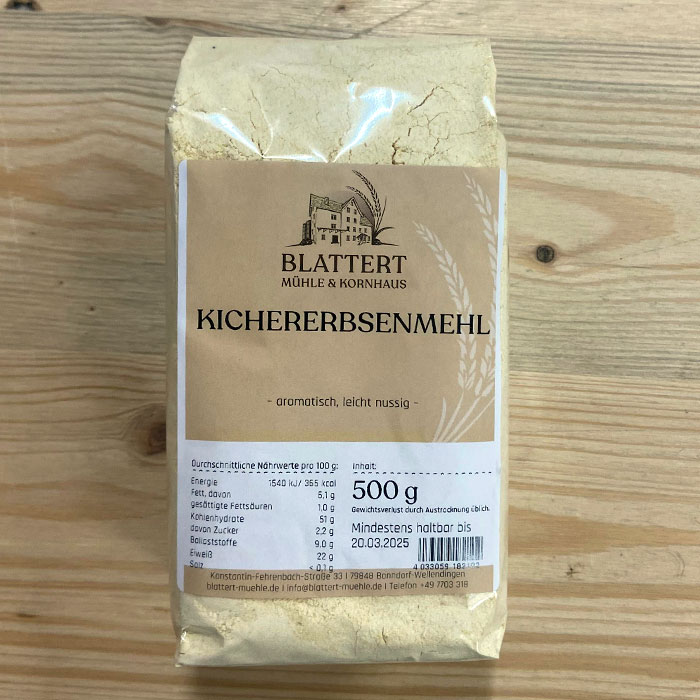 BLATTERT
MÜHLE & KORNHAUS
KICHERERBSENMEHL
- aromatisch, leicht nussig -
Durchschnittliche Nährwerte pro 100 g:
Energie 1540 kJ/ 365 kcal
Fett, davon 6,1 g
gesättigte Fettsäuren 1,0 g
Kohlenhydrate 51 g
davon Zucker 2,2 g
Ballaststoffe 9,0 g
Eiweiß 22 g
Salz < 0,1 g
Inhalt:
500 g
Gewichtsverlust durch Austrocknung üblich.
Mindestens haltbar bis
20.03.2025
4 033059 182102
Konstantin-Fehrenbach-Straße 33 I 79848 Bonndorf-Wellendingen
blattert-muehle.de I info@blattert-muehle.de I Telefon +49 7703 318